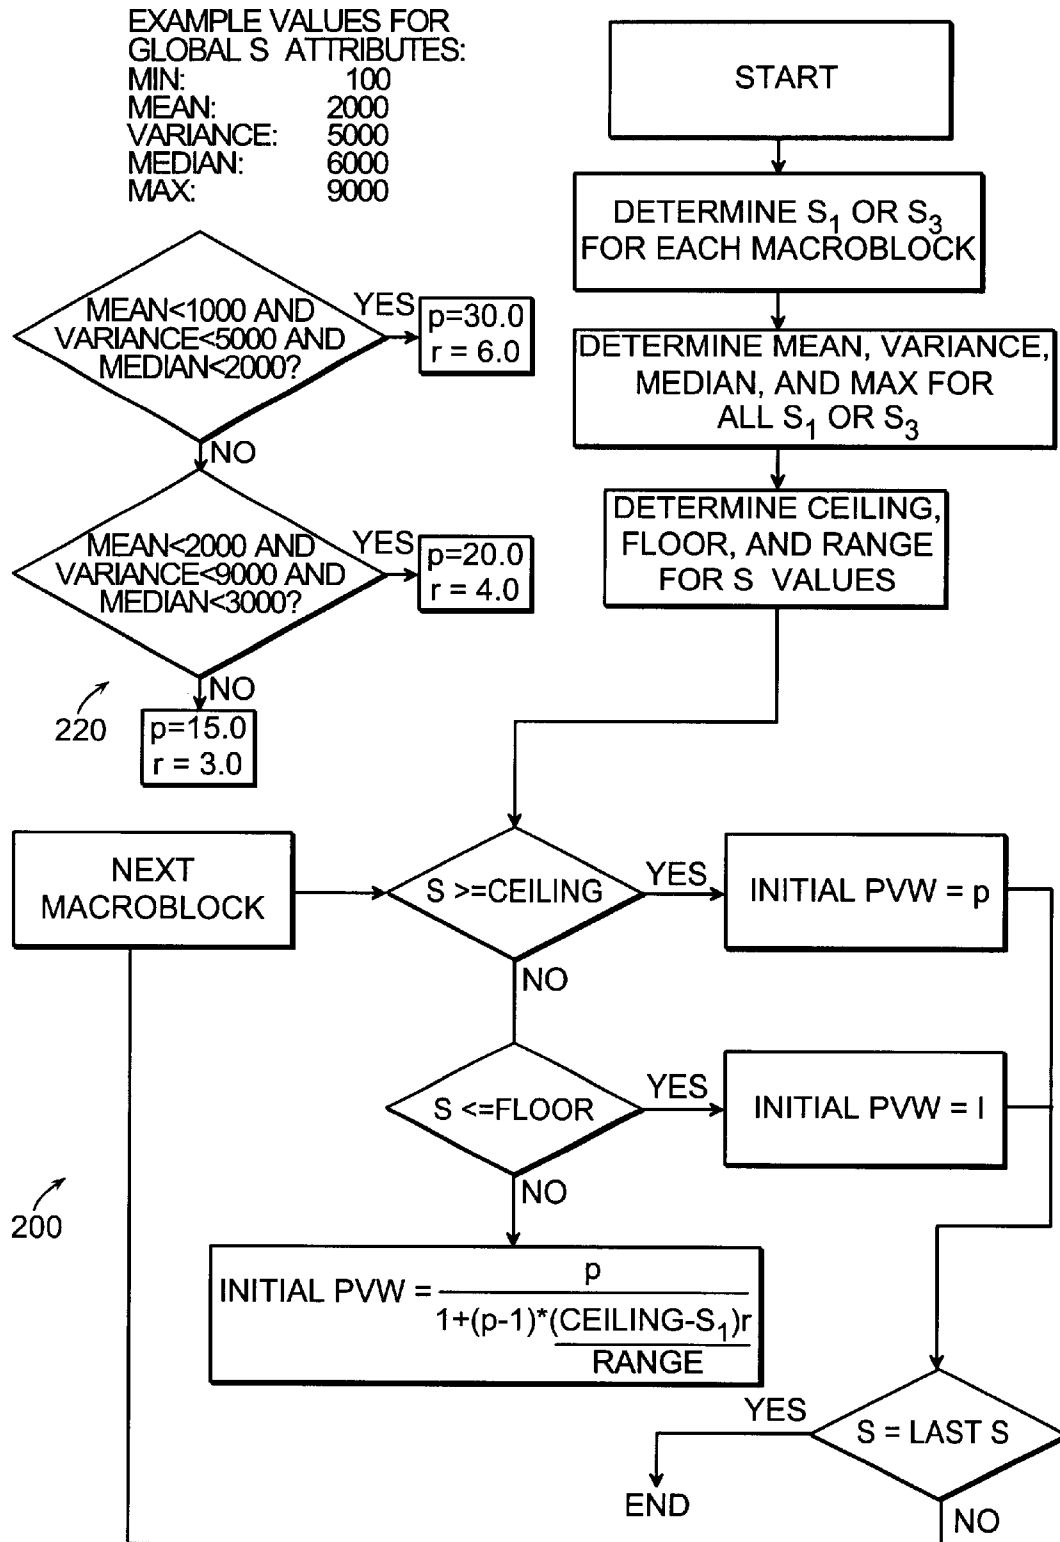 EXAMPLE VALUES FOR
GLOBAL S ATTRIBUTES:
MIN: 100
MEAN: 2000
VARIANCE: 5000
MEDIAN: 6000
MAX: 9000
MEAN<1000 AND
VARIANCE<5000 AND
MEDIAN<2000?
YES
p=30.0
r = 6.0
NO
MEAN<2000 AND
VARIANCE<9000 AND
MEDIAN<3000?
YES
p=20.0
r = 4.0
NO
p=15.0
r = 3.0
220
START
DETERMINE S1 OR S3
FOR EACH MACROBLOCK
DETERMINE MEAN, VARIANCE,
MEDIAN, AND MAX FOR
ALL S1 OR S3
DETERMINE CEILING,
FLOOR, AND RANGE
FOR S VALUES
NEXT
MACROBLOCK
S >=CEILING
YES
INITIAL PVW = p
NO
S <=FLOOR
YES
INITIAL PVW = I
NO
200
INITIAL PVW = p
1+(p-1)*(CEILING-S1)r
RANGE
S = LAST S
YES
END
NO